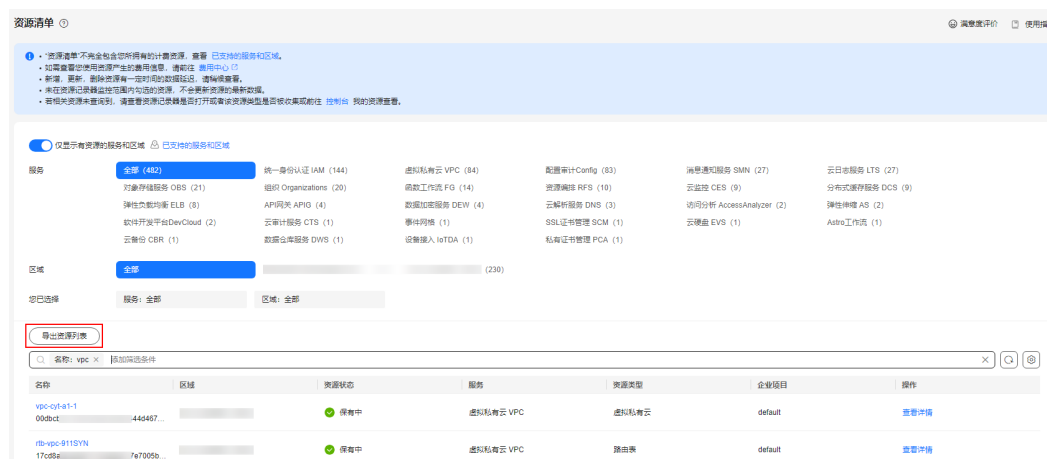 资源清单
满意度评价 使用指
• "资源清单"不完全包含您所拥有的计费资源，查看 已支持的服务和区域。
• 如需查看您使用资源产生的费用信息，请前往 费用中心
• 新增、更新、删除资源有一定时间的数据延迟，请稍候查看。
• 未在资源记录器监控范围内勾选的资源，不会更新资源的最新数据。
• 若相关资源未查询到，请查看资源记录器是否打开或者该资源类型是否被收集或前往 控制台 我的资源查看。
仅显示有资源的服务和区域 已支持的服务和区域
服务 全部 (482) 统一身份认证 IAM (144) 虚拟私有云 VPC (84) 配置审计Config (83) 消息通知服务 SMN (27) 云日志服务 LTS (27)
对象存储服务 OBS (21) 组织 Organizations (20) 函数工作流 FG (14) 资源编排 RFS (10) 云监控 CES (9) 分布式缓存服务 DCS (9)
弹性负载均衡 ELB (8) API网关 APIG (4) 数据加密服务 DEW (4) 云解析服务 DNS (3) 访问分析 AccessAnalyzer (2) 弹性伸缩 AS (2)
软件开发平台DevCloud (2) 云审计服务 CTS (1) 事件网格 (1) SSL证书管理 SCM (1) 云硬盘 EVS (1) Astro工作流 (1)
云备份 CBR (1) 数据仓库服务 DWS (1) 设备接入 IoTDA (1) 私有证书管理 PCA (1)
区域 全部 (230)
您已选择 服务：全部 区域：全部
导出资源列表
名称：vpc × 添加筛选条件
名称 区域 资源状态 服务 资源类型 企业项目 操作
vpc-cyt-a1-1
00dbct 44d467... 保有中 虚拟私有云 VPC 虚拟私有云 default 查看详情
rtb-vpc-911SYN
17cd8a 7e7005b... 保有中 虚拟私有云 VPC 路由表 default 查看详情